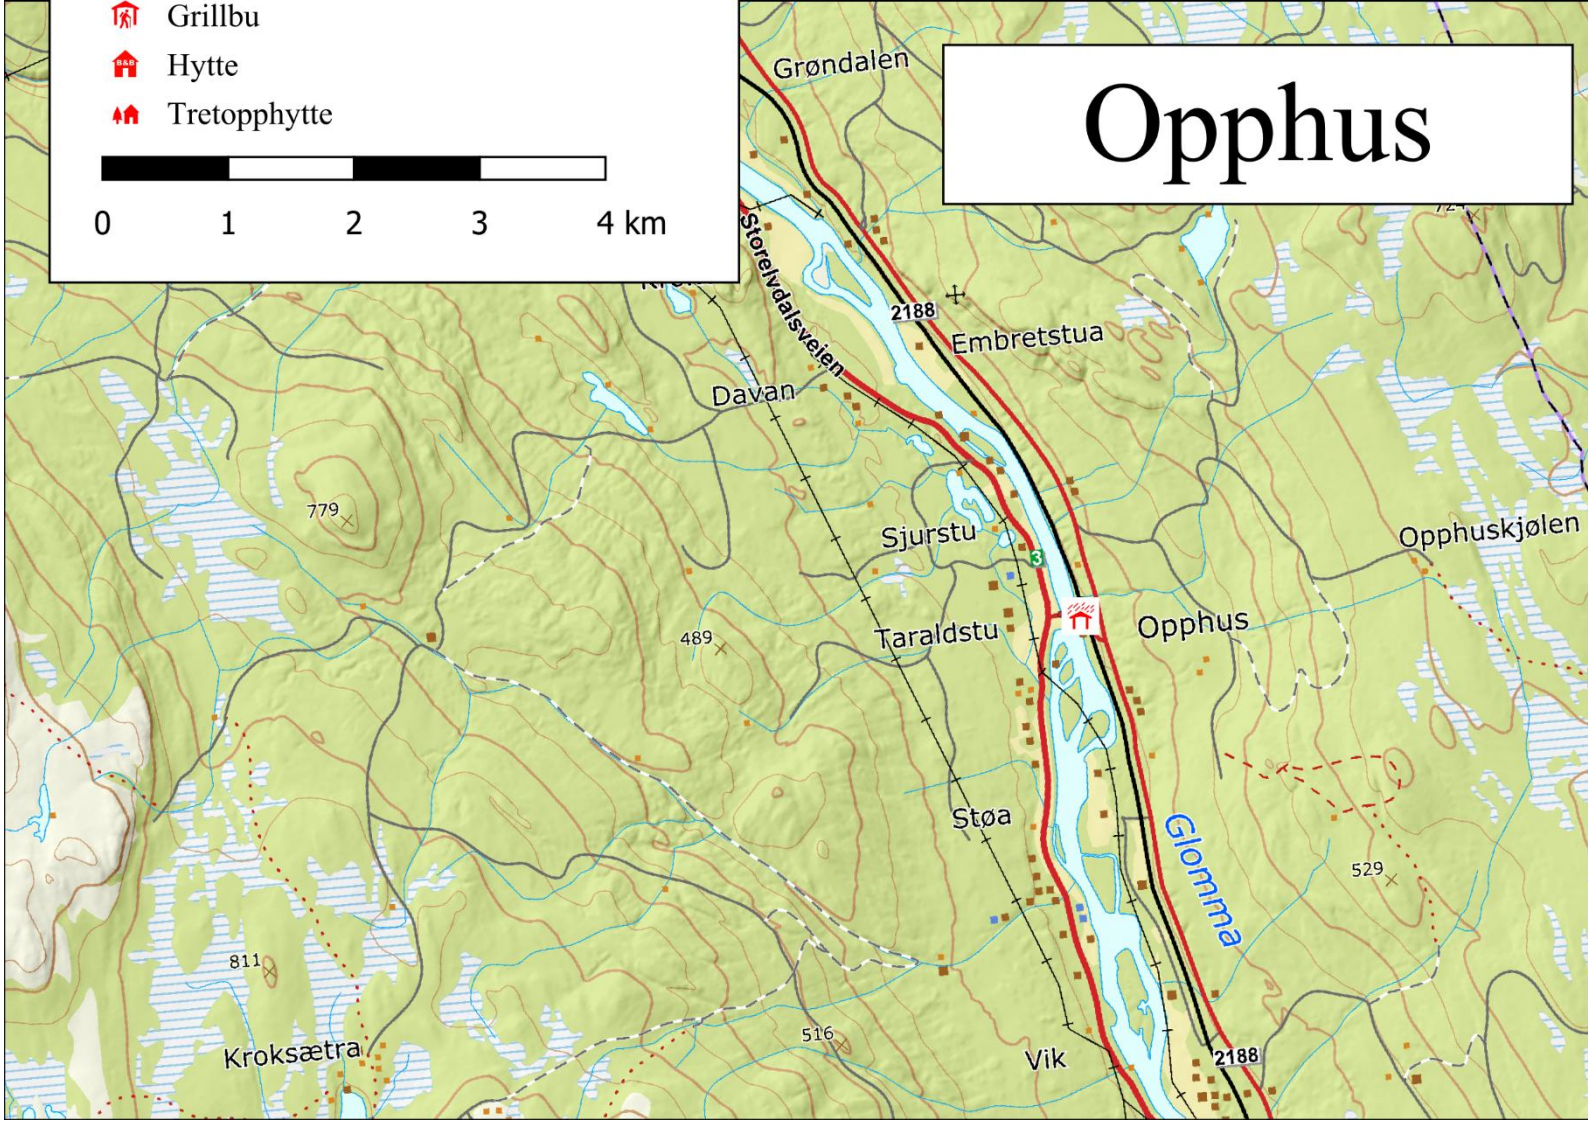 Grillbu
B&B
Hytte
Tretopphytte
0 1 2 3 4 km
Opphus
Grøndalen
Storelvdalsveien
2188
Embretstua
Davan
779
Sjurstu
3
Opphuskjølen
489
Taraldstu
Opphus
Støa
Glomma
529
811
516
Kroksætra
Vik
2188